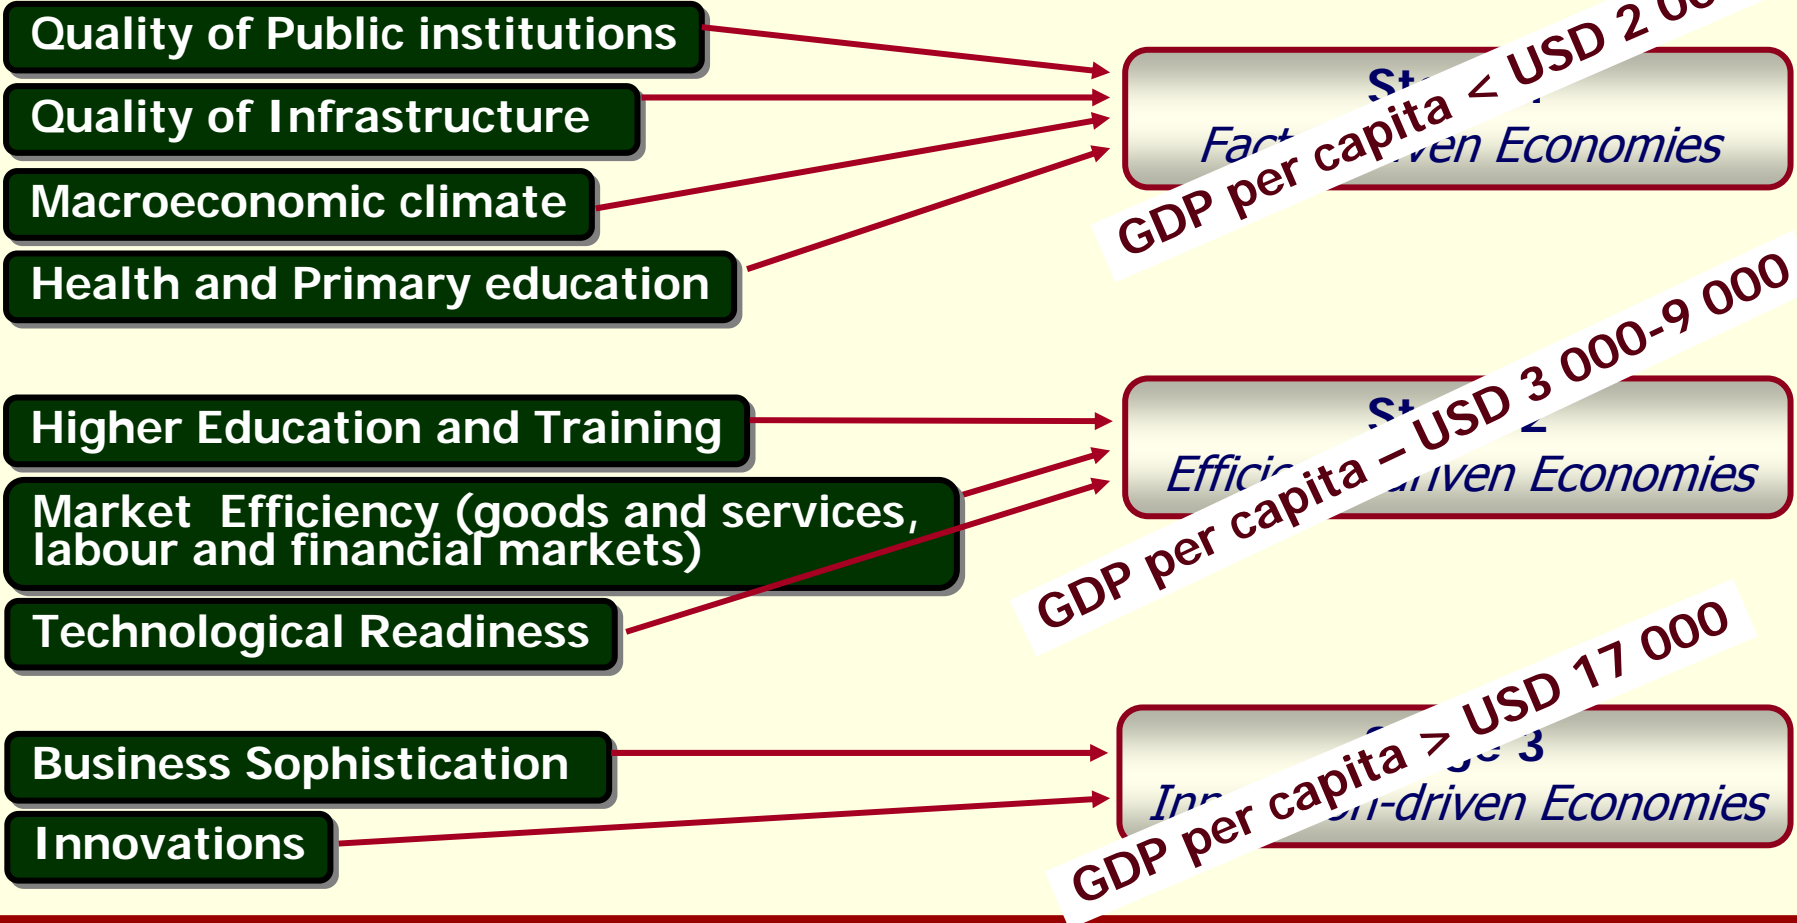 Quality of Public institutions
Quality of Infrastructure
Macroeconomic climate
Health and Primary education
GDP per capita < USD 2
Economies
Higher Education and Training
Market Efficiency (goods and services,
labour and financial markets)
Technological Readiness
GDP per capita – USD 3 000-9 000
2
Economies
Business Sophistication
Innovations
GDP per capita > USD 17 000
3
-driven Economies